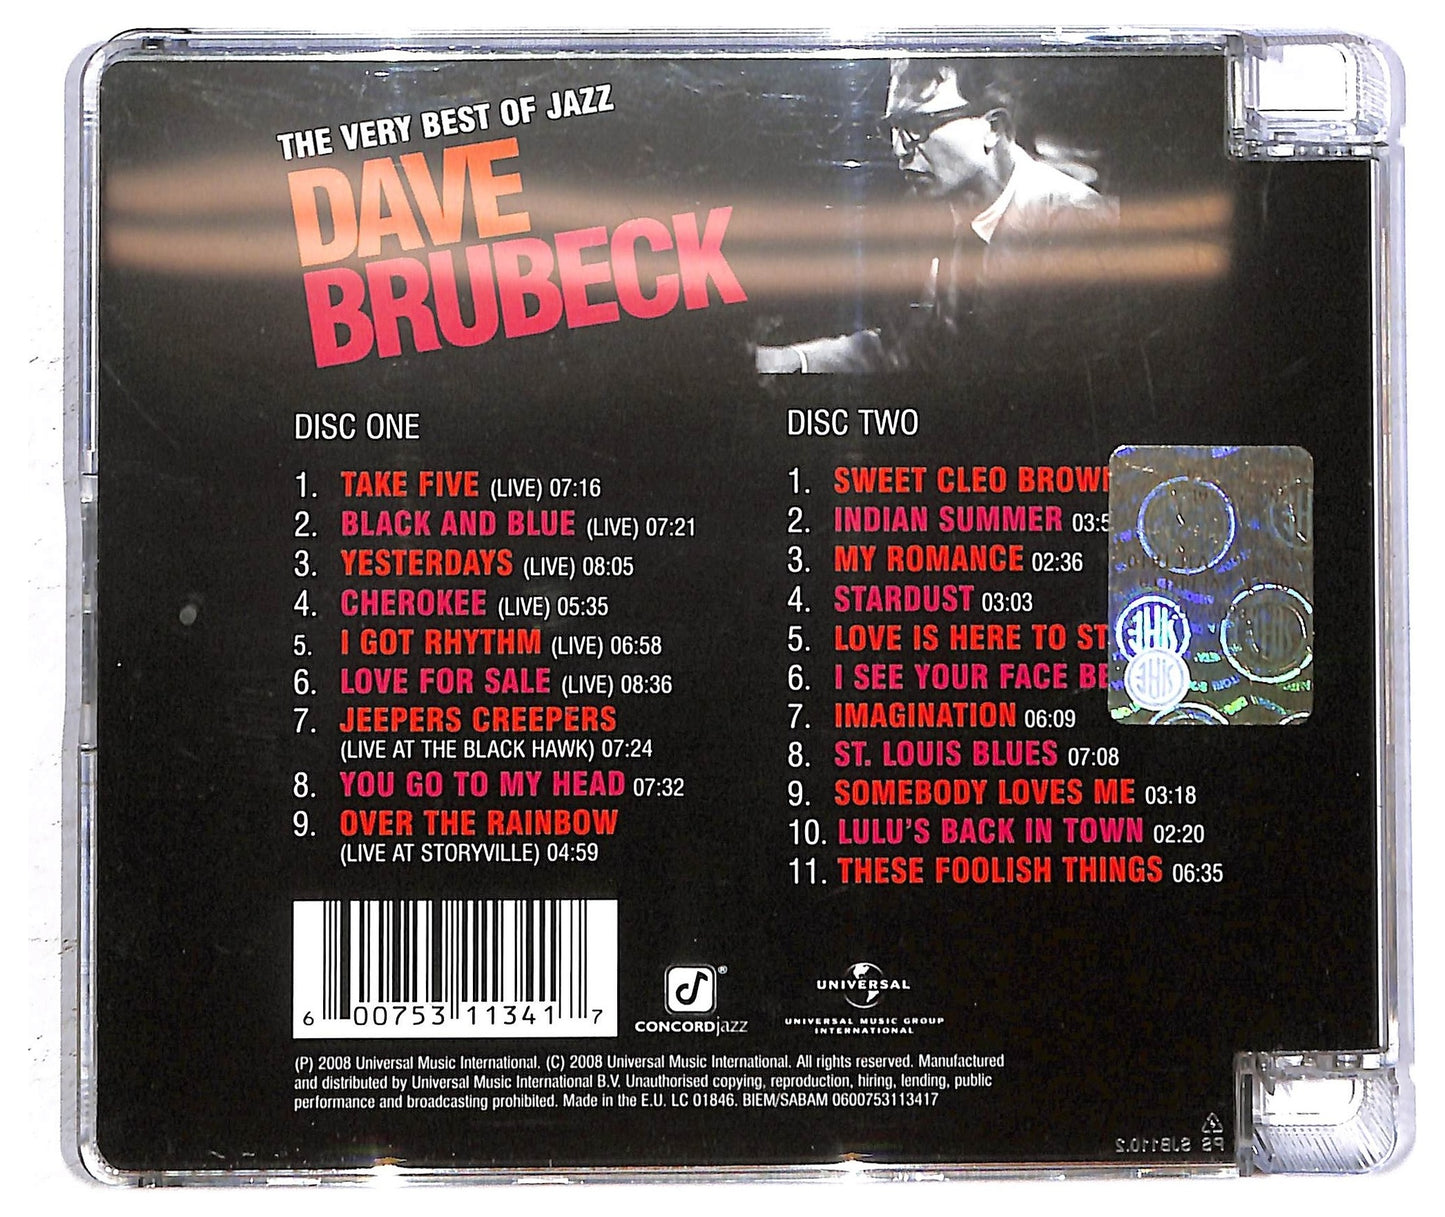 THE VERY BEST OF JAZZ
DAVE
BRUBECK
DISC ONE
1. TAKE FIVE (LIVE) 07:16
2. BLACK AND BLUE (LIVE) 07:21
3. YESTERDAYS (LIVE) 08:05
4. CHEROKEE (LIVE) 05:35
5. I GOT RHYTHM (LIVE) 06:58
6. LOVE FOR SALE (LIVE) 08:36
7. JEEPERS CREEPERS
(LIVE AT THE BLACK HAWK) 07:24
8. YOU GO TO MY HEAD 07:32
9. OVER THE RAINBOW
(LIVE AT STORYVILLE) 04:59
DISC TWO
1. SWEET CLEO BROWN
2. INDIAN SUMMER 03:5
3. MY ROMANCE 02:36
4. STARDUST 03:03
5. LOVE IS HERE TO ST
6. I SEE YOUR FACE BE
7. IMAGINATION 06:09
8. ST. LOUIS BLUES 07:08
9. SOMEBODY LOVES ME 03:18
10. LULU'S BACK IN TOWN 02:20
11. THESE FOOLISH THINGS 06:35
6 00753 11341 7
CONCORDjazz
UNIVERSAL
UNIVERSAL MUSIC GROUP
INTERNATIONAL
(P) 2008 Universal Music International. (C) 2008 Universal Music International. All rights reserved. Manufactured
and distributed by Universal Music International B.V. Unauthorised copying, reproduction, hiring, lending, public
performance and broadcasting prohibited. Made in the E.U. LC 01846. BIEM/SABAM 0600753113417
PS SJB110.2